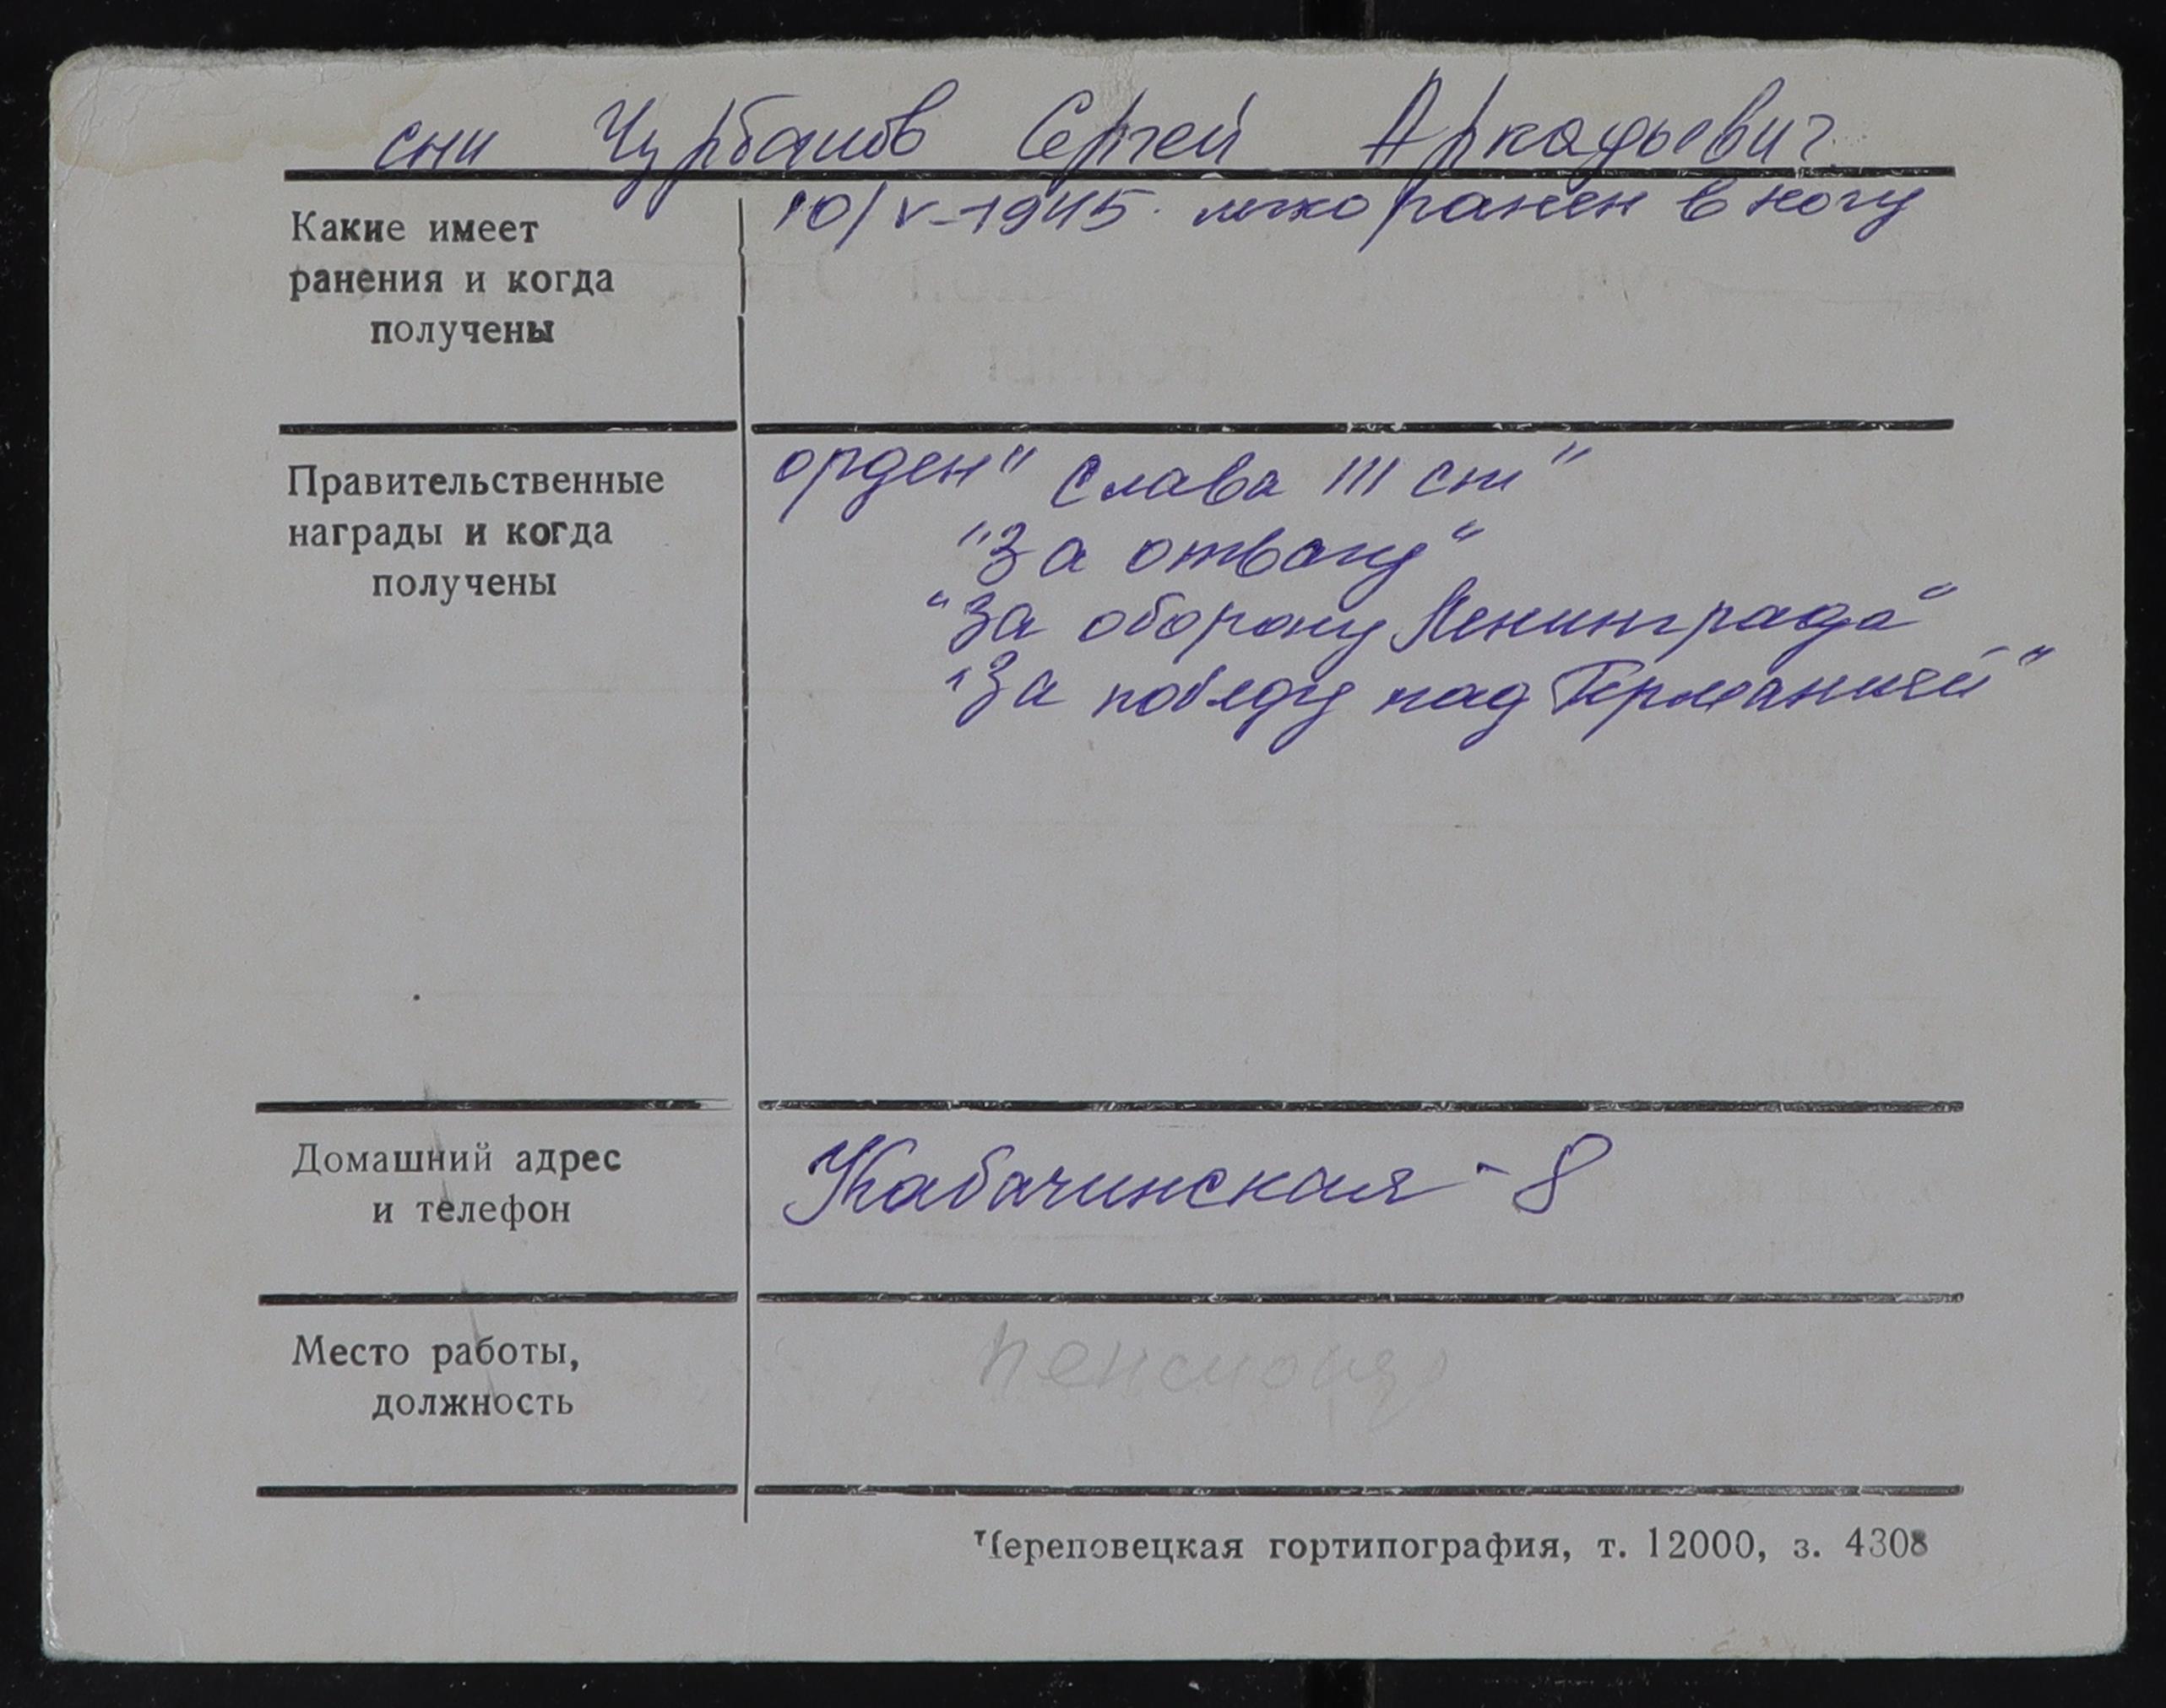 сни Чурбанов Сергей Аркадьевич
Какие имеет
ранения и когда
получены
10/V-1945. легко ранен в ногу
Правительственные
награды и когда
получены
орден "Слава III ст"
"За отвагу"
"За оборону Ленинграда"
"За победу над Германией"
Домашний адрес
и телефон
Кабачинская - 8
Место работы,
должность
пенсионер
Череповецкая гортипография, т. 12000, з. 4308